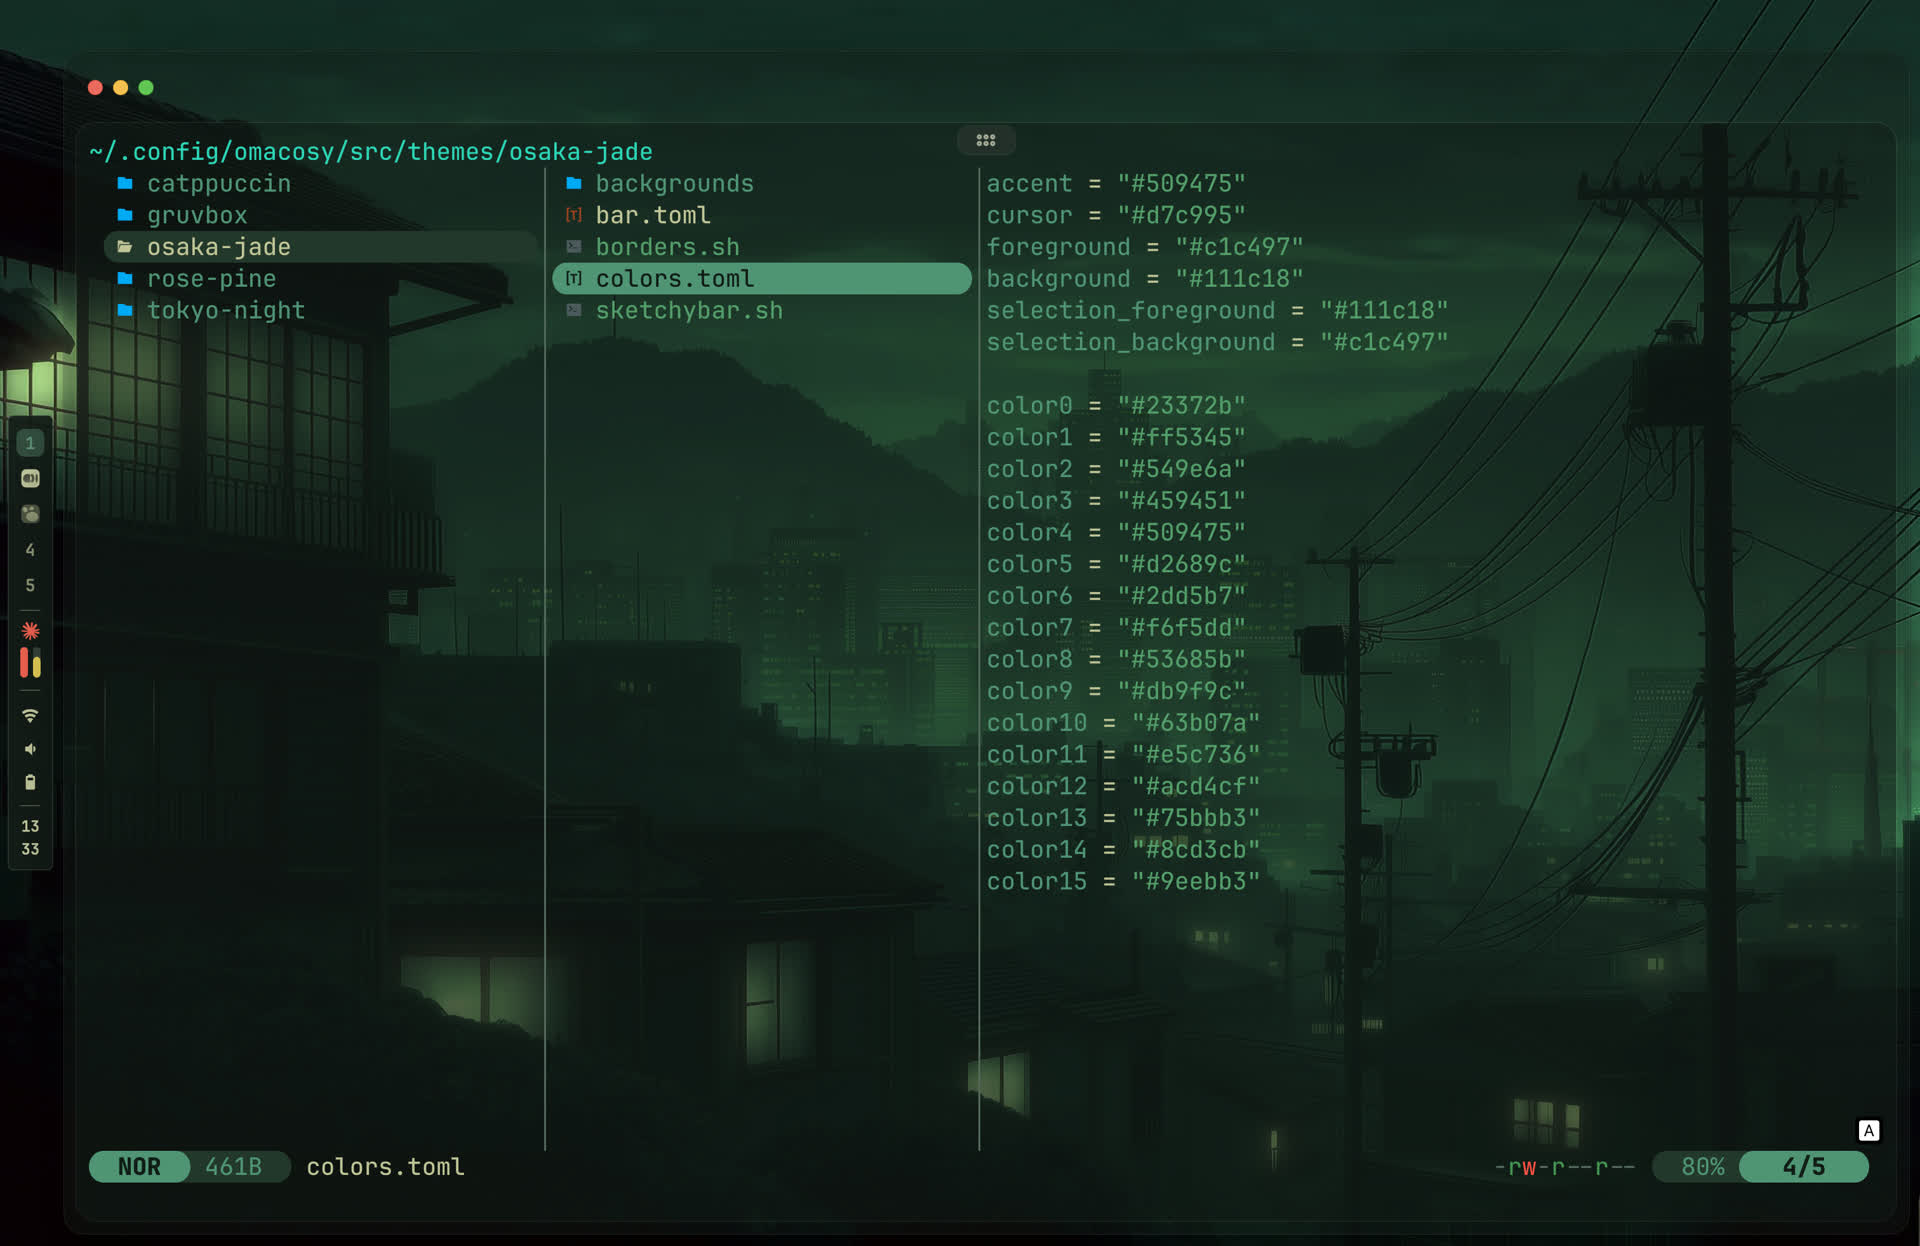 ~/.config/omacosy/src/themes/osaka-jade
catppuccin
gruvbox
osaka-jade
rose-pine
tokyo-night
backgrounds
[T] bar.toml
borders.sh
[T] colors.toml
sketchybar.sh
accent = "#509475"
cursor = "#d7c995"
foreground = "#c1c497"
background = "#111c18"
selection_foreground = "#111c18"
selection_background = "#c1c497"
color0 = "#23372b"
color1 = "#ff5345"
color2 = "#549e6a"
color3 = "#459451"
color4 = "#509475"
color5 = "#d2689c"
color6 = "#2dd5b7"
color7 = "#f6f5dd"
color8 = "#53685b"
color9 = "#db9f9c"
color10 = "#63b07a"
color11 = "#e5c736"
color12 = "#acd4cf"
color13 = "#75bbb3"
color14 = "#8cd3cb"
color15 = "#9eebb3"
1
4
5
13
33
A
NOR 461B colors.toml
-rw-r--r-- 80% 4/5